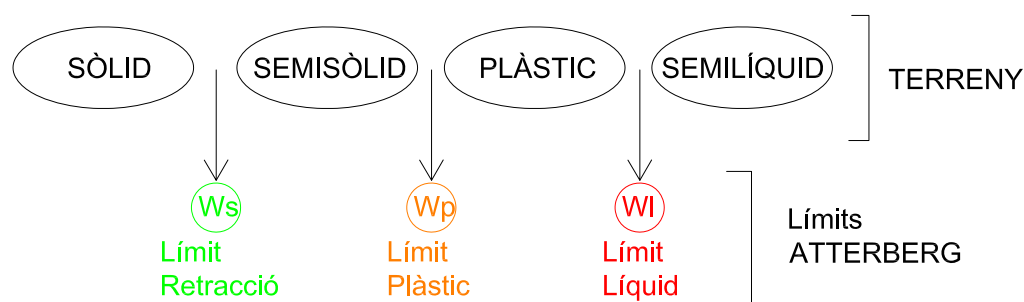 SÒLID
SEMISÒLID
PLÀSTIC
SEMILÍQUID
TERRENY
Ws
Wp
Wl
Límit
Retracció
Límit
Plàstic
Límit
Líquid
Límits
ATTERBERG